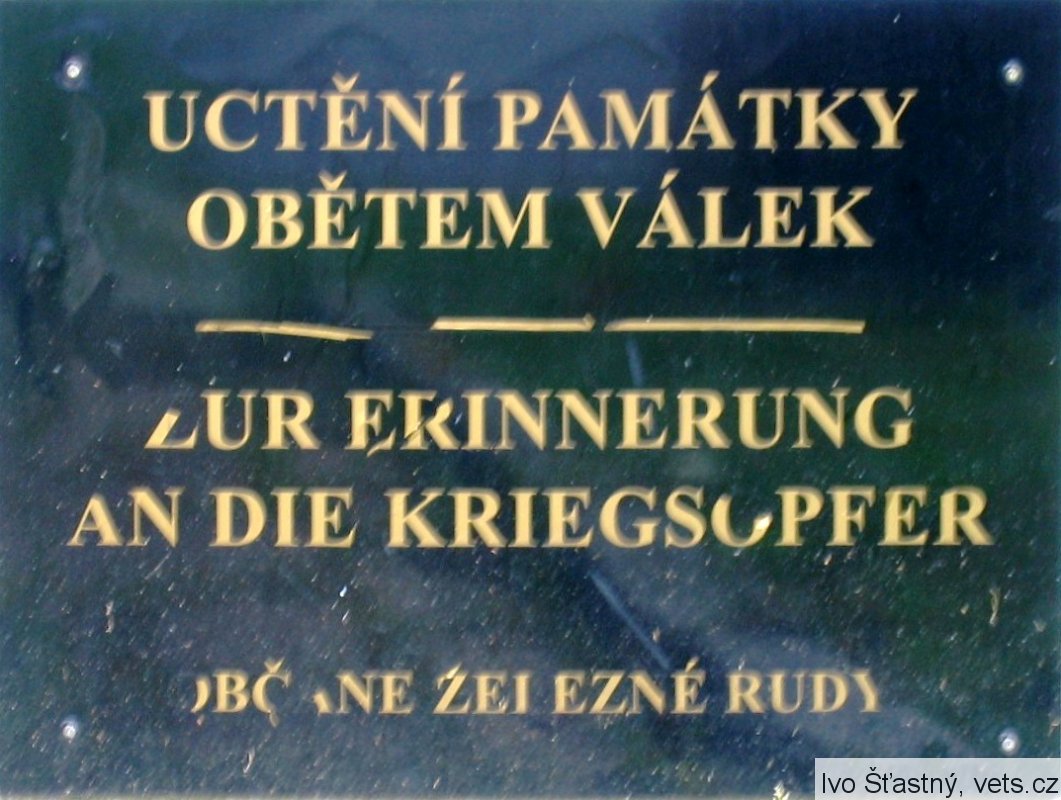 UCTĚNÍ PAMÁTKY
OBĚTEM VÁLEK
ZUR ERINNERUNG
AN DIE KRIEGSOPFER
OBČANE ŽELEZNÉ RUDY
Ivo Šťastný, vets.cz